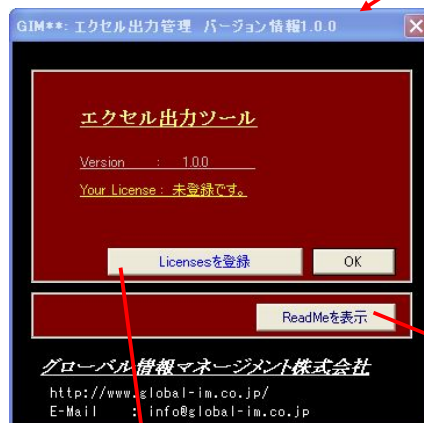 GIM**: エクセル出力管理 バージョン情報1.0.0
エクセル出力ツール
Version : 1.0.0
Your License : 未登録です。
Licensesを登録
OK
ReadMeを表示
グローバル情報マネージメント株式会社
http://www.global-im.co.jp/
E-Mail : info@global-im.co.jp